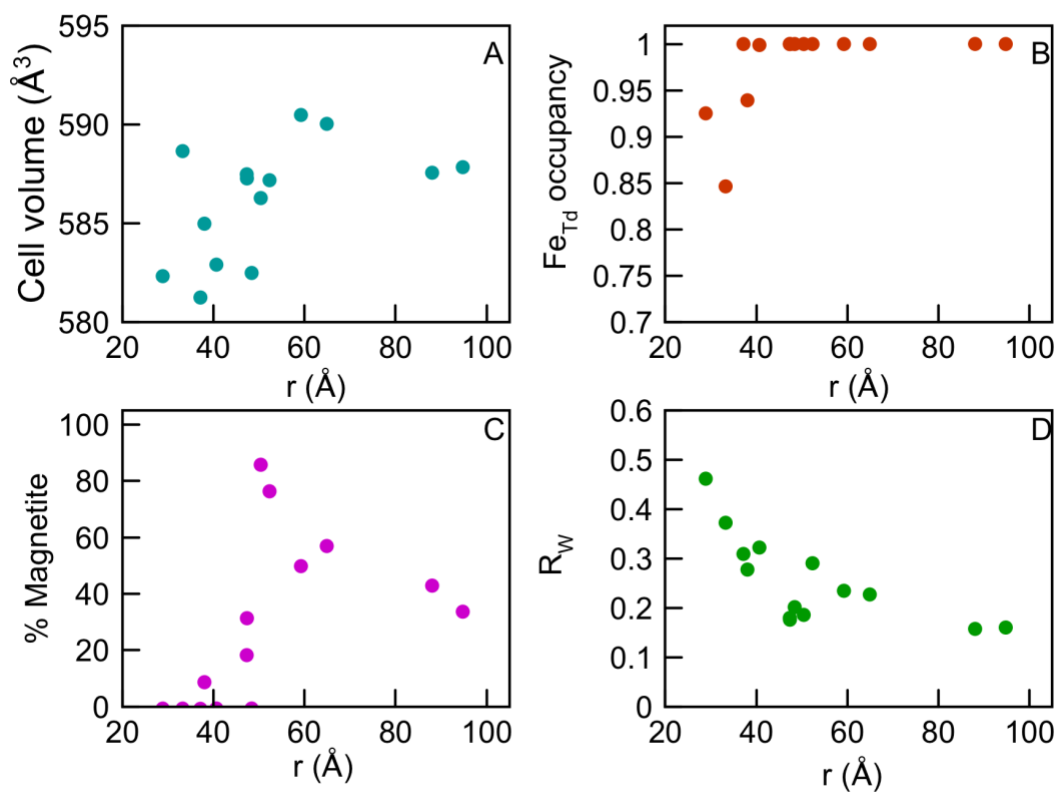 A
Cell volume (Å³)
595
590
585
580
20 40 60 80 100
r (Å)
B
Fe_Td occupancy
1
0.95
0.9
0.85
0.8
0.75
0.7
20 40 60 80 100
r (Å)
C
% Magnetite
100
80
60
40
20
0
20 40 60 80 100
r (Å)
D
R_W
0.6
0.5
0.4
0.3
0.2
0.1
0
20 40 60 80 100
r (Å)